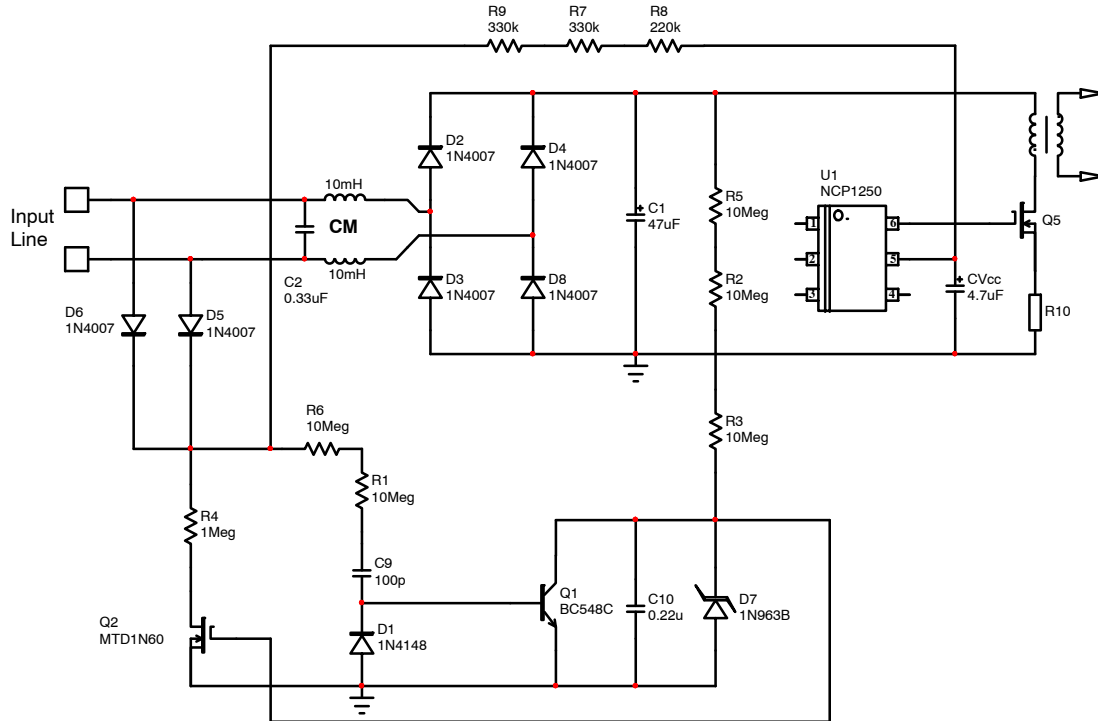 R9
330k
R7
330k
R8
220k
D2
1N4007
D4
1N4007
U1
NCP1250
10mH
Input
Line
CM
10mH
C2
0.33uF
D3
1N4007
D8
1N4007
C1
47uF
R5
10Meg
R2
10Meg
1
2
3
6
5
4
Q5
CVcc
4.7uF
R10
D6
1N4007
D5
1N4007
R6
10Meg
R3
10Meg
R1
10Meg
R4
1Meg
C9
100p
Q1
BC548C
C10
0.22u
D7
1N963B
Q2
MTD1N60
D1
1N4148